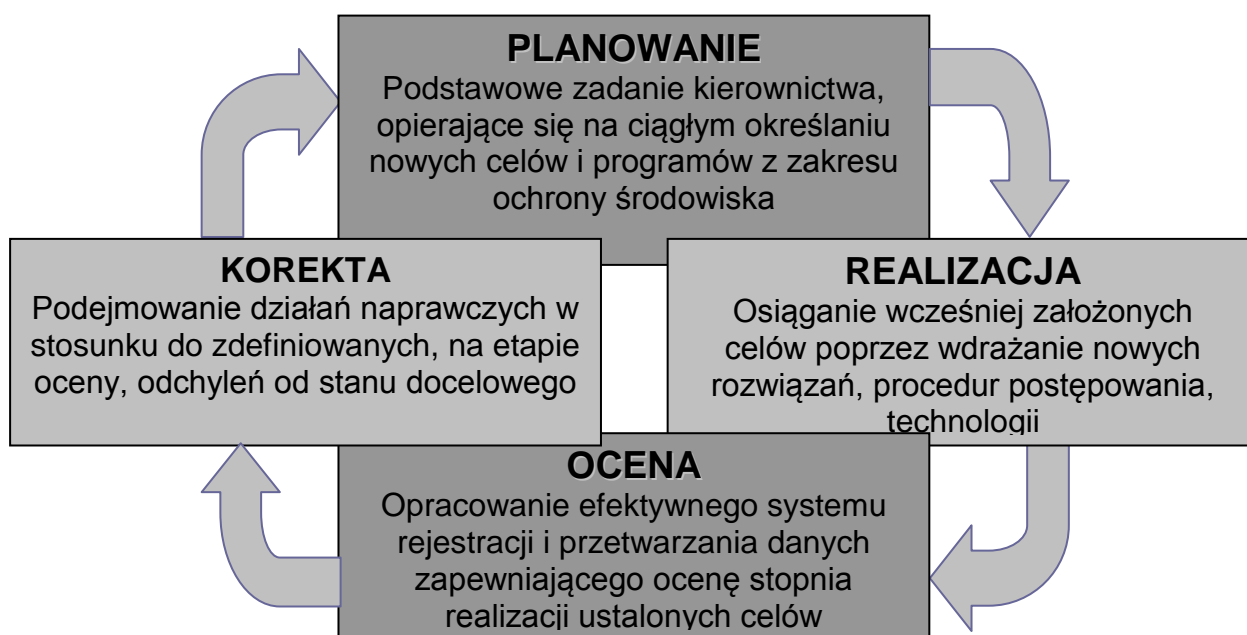 PLANOWANIE
Podstawowe zadanie kierownictwa,
opierające się na ciągłym określaniu
nowych celów i programów z zakresu
ochrony środowiska
KOREKTA
Podejmowanie działań naprawczych w
stosunku do zdefiniowanych, na etapie
oceny, odchyleń od stanu docelowego
REALIZACJA
Osiąganie wcześniej założonych
celów poprzez wdrażanie nowych
rozwiązań, procedur postępowania,
technologii
OCENA
Opracowanie efektywnego systemu
rejestracji i przetwarzania danych
zapewniającego ocenę stopnia
realizacji ustalonych celów